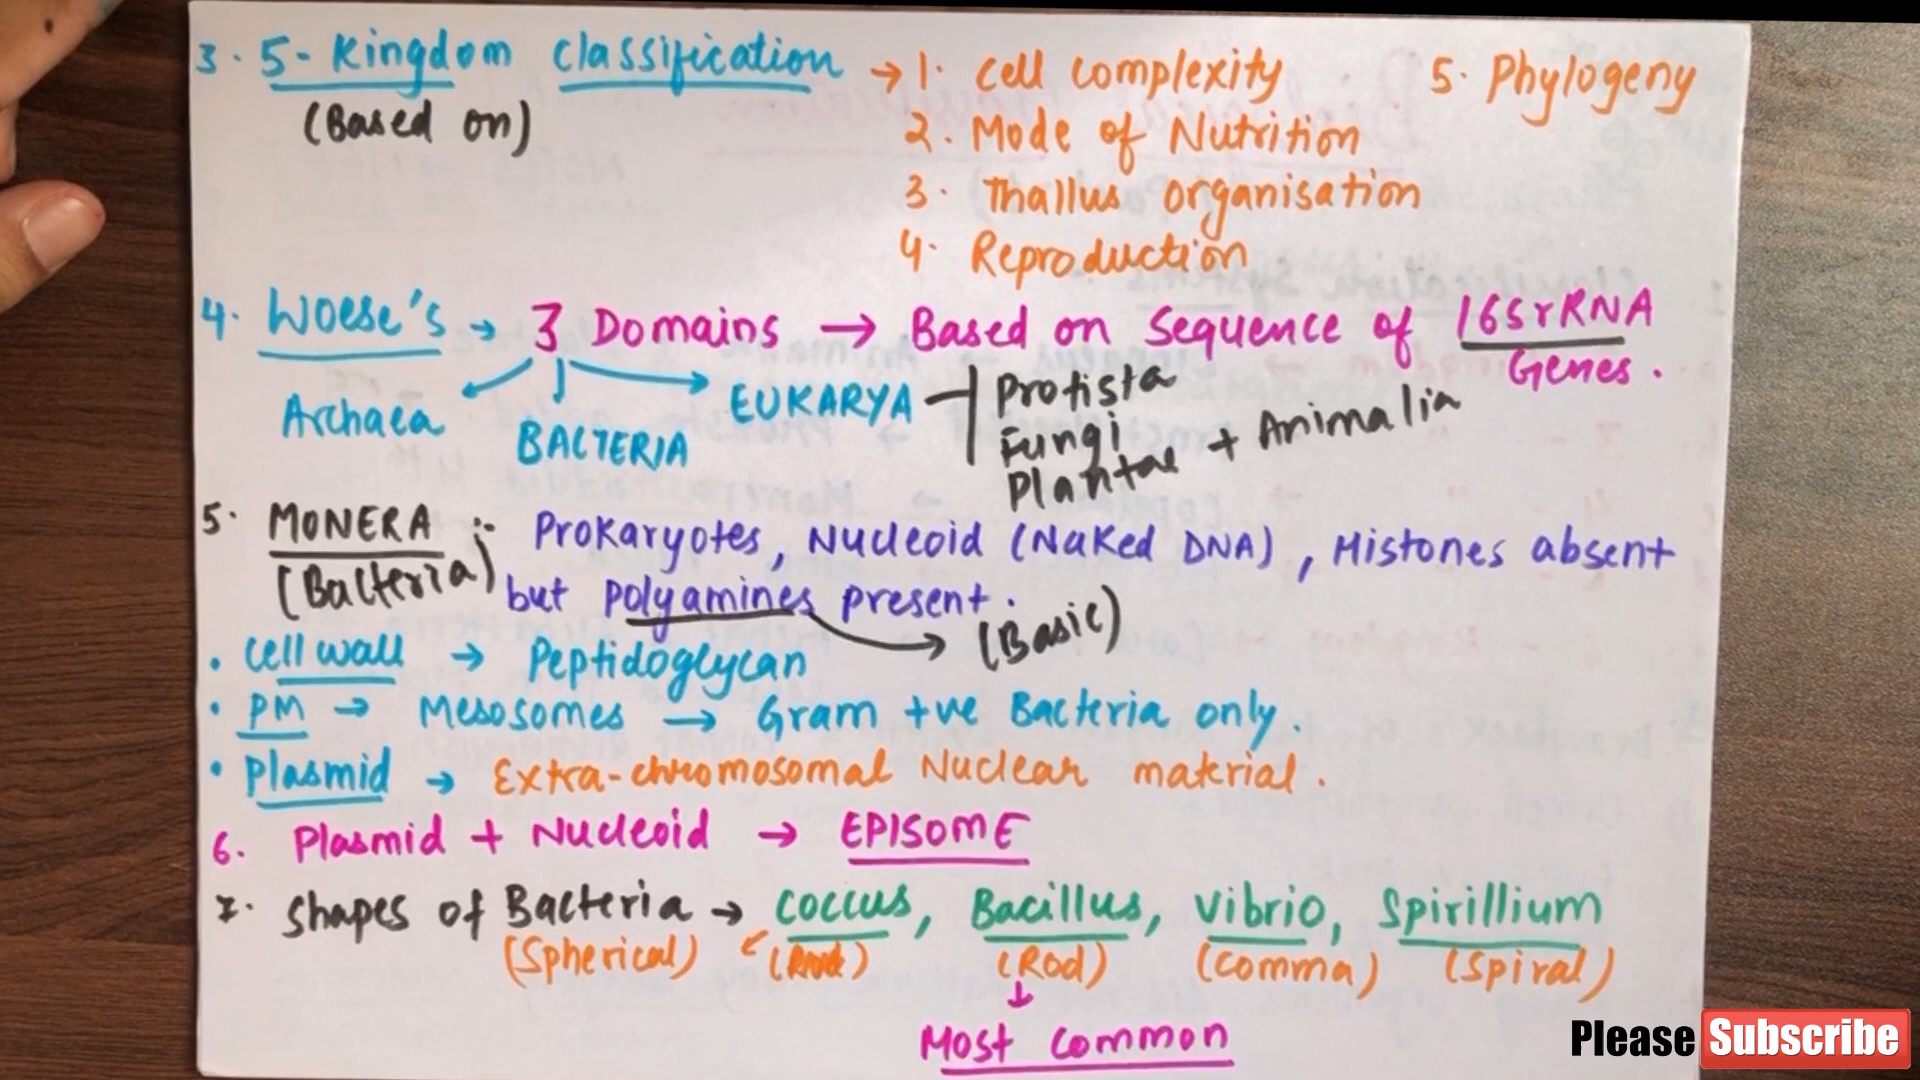 3. 5-Kingdom classification → 1. Cell complexity 5. Phylogeny
(Based on)
2. Mode of Nutrition
3. Thallus organisation
4. Reproduction
4. Woese's → 3 Domains → Based on sequence of 16SrRNA
Genes.
Archaea BACTERIA EUKARYA Protista
Fungi
Plantae + Animalia
5. MONERA :- Prokaryotes, Nucleoid (Naked DNA), Histones absent
(Bacteria) but polyamines present. → (Basic)
• cell wall → Peptidoglycan
• PM → Mesosomes → Gram +ve Bacteria only.
• Plasmid → Extra-chromosomal Nuclear material.
6. Plasmid + Nucleoid → EPISOME
7. Shapes of Bacteria → coccus, Bacillus, vibrio, spirillium
(Spherical) (Rod) (comma) (spiral)
↓
Most common
Please Subscribe